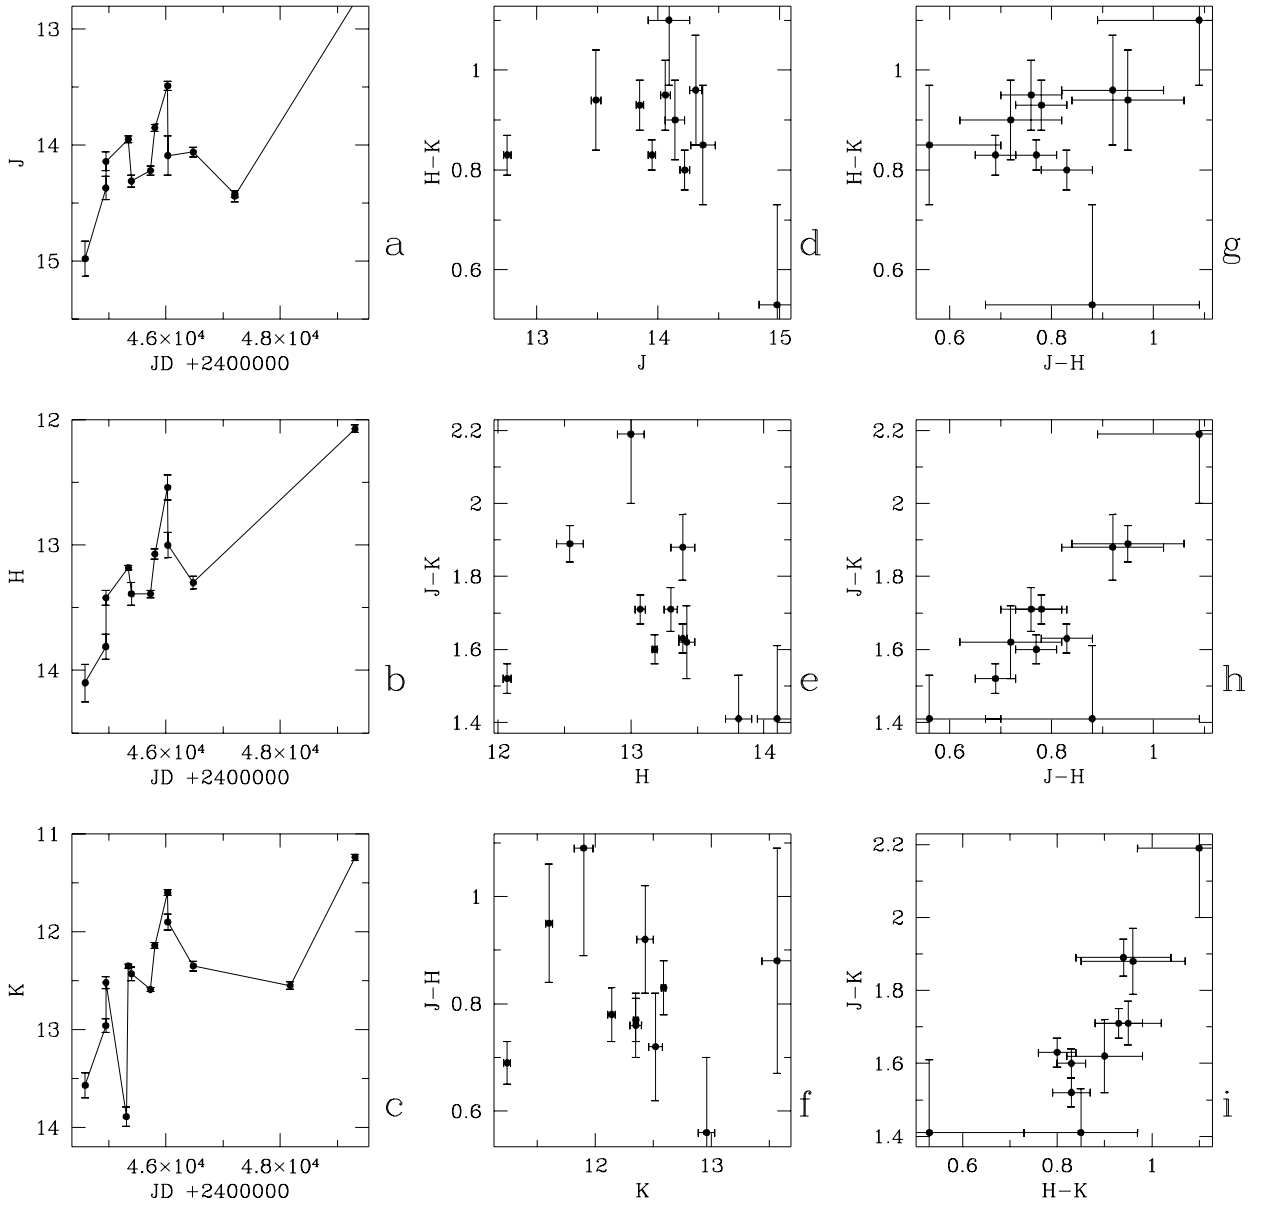 13
14
15
J
4.6×10⁴ 4.8×10⁴
JD +2400000
a
1
0.8
0.6
H−K
13 14 15
J
d
1
0.8
0.6
H−K
0.6 0.8 1
J−H
g
12
13
14
H
4.6×10⁴ 4.8×10⁴
JD +2400000
b
2.2
2
1.8
1.6
1.4
J−K
12 13 14
H
e
2.2
2
1.8
1.6
1.4
J−K
0.6 0.8 1
J−H
h
11
12
13
14
K
4.6×10⁴ 4.8×10⁴
JD +2400000
c
1
0.8
0.6
J−H
12 13
K
f
2.2
2
1.8
1.6
1.4
J−K
0.6 0.8 1
H−K
i